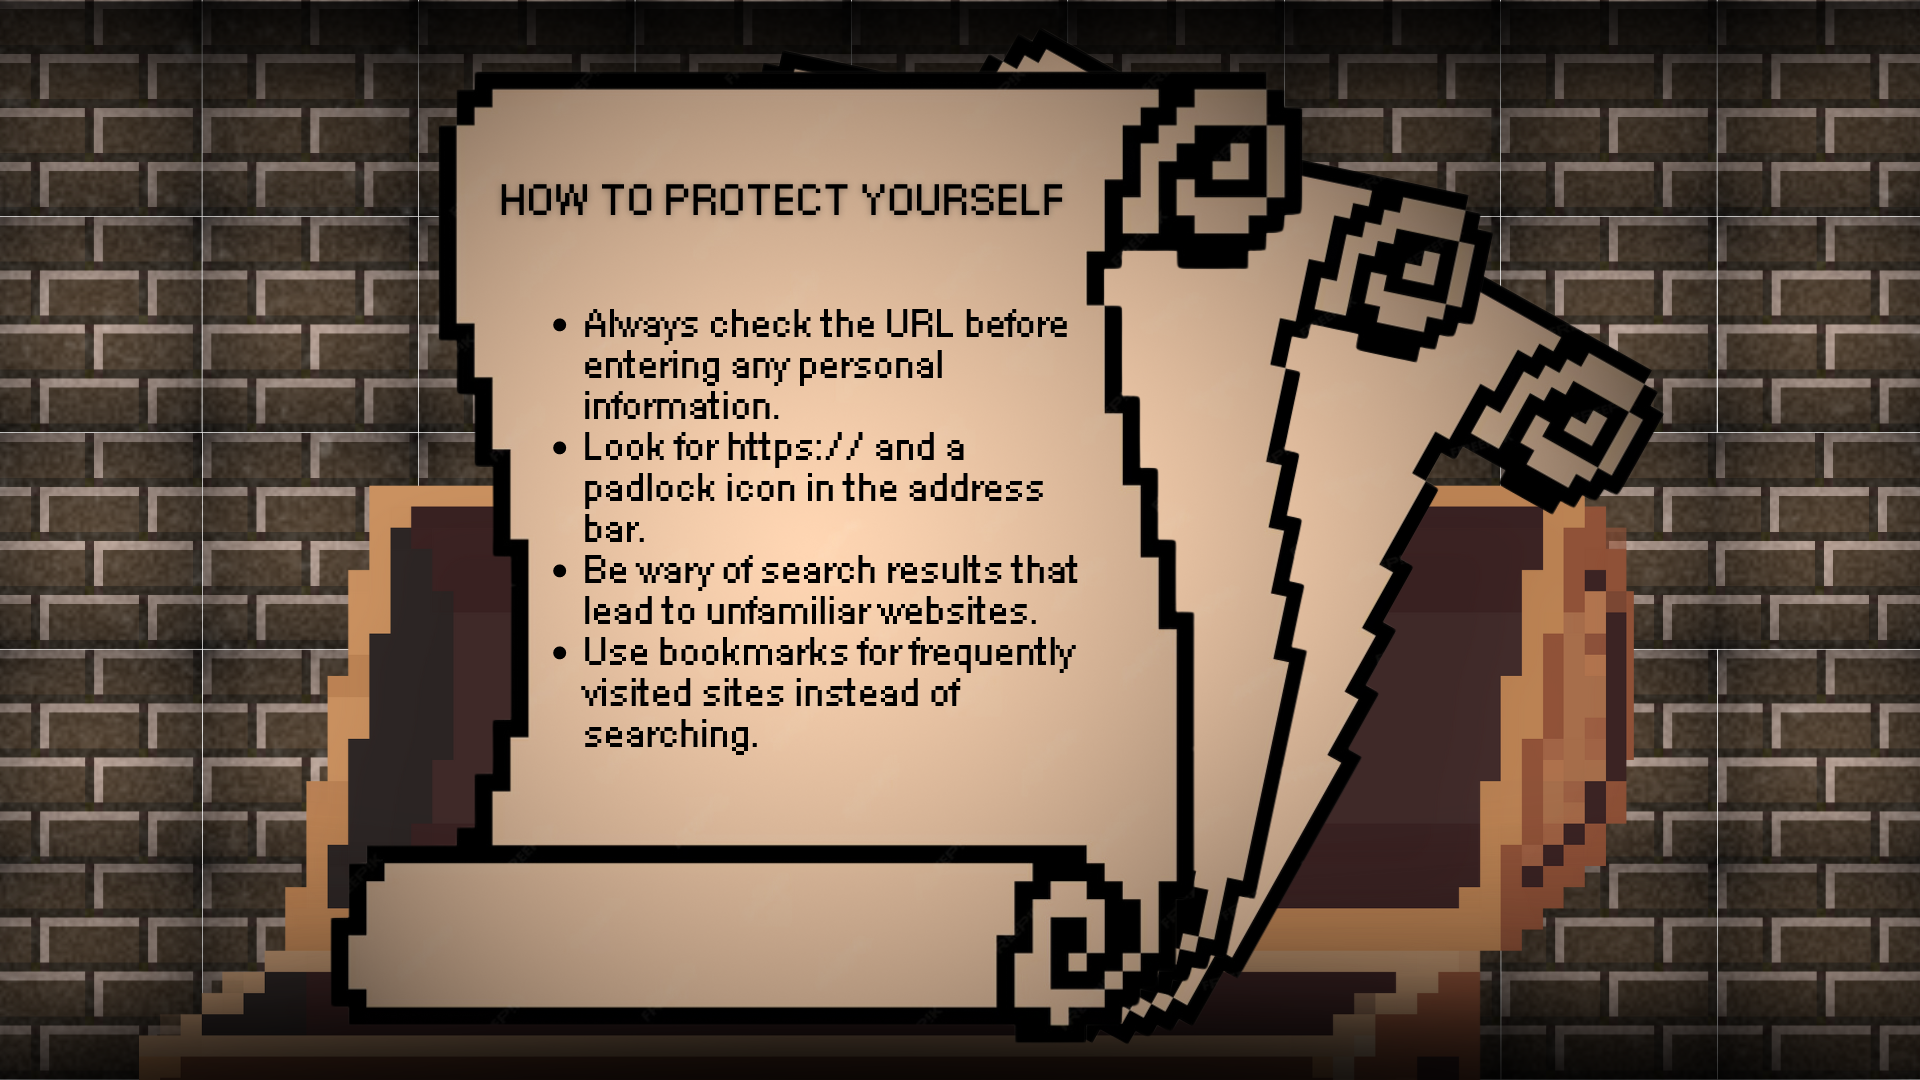 HOW TO PROTECT YOURSELF
• Always check the URL before
entering any personal
information.
• Look for https:// and a
padlock icon in the address
bar.
• Be wary of search results that
lead to unfamiliar websites.
• Use bookmarks for frequently
visited sites instead of
searching.